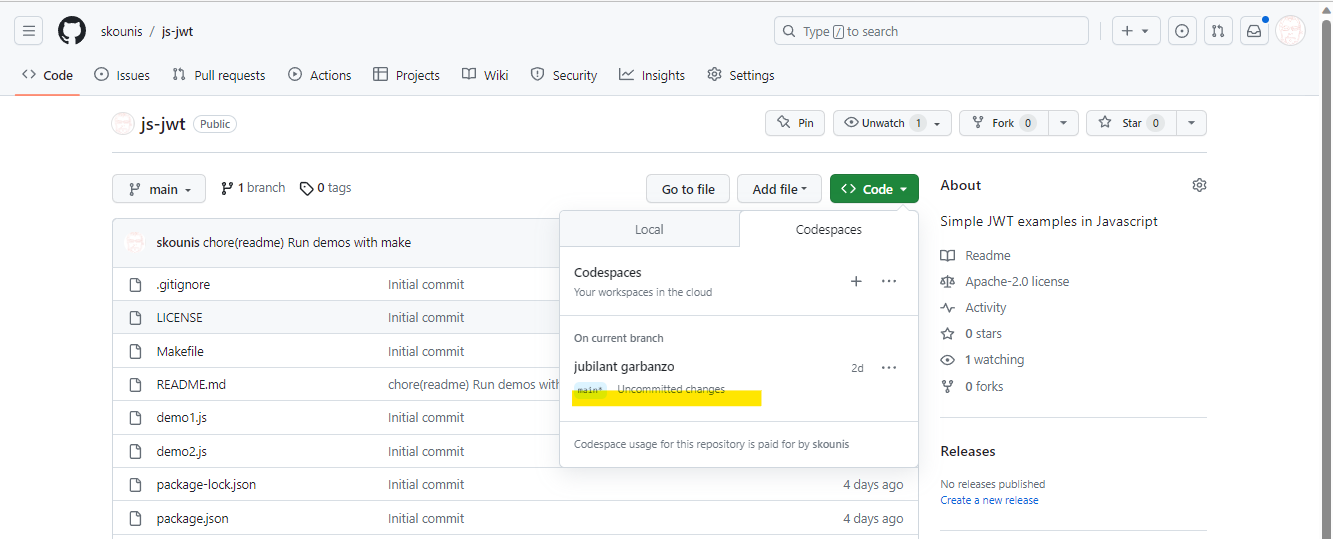 skounis / js-jwt
Type / to search
Code Issues Pull requests Actions Projects Wiki Security Insights Settings
js-jwt Public
Pin Unwatch 1 Fork 0 Star 0
main 1 branch 0 tags Go to file Add file Code
skounis chore(readme) Run demos with make
.gitignore Initial commit
LICENSE Initial commit
Makefile Initial commit
README.md chore(readme) Run demos with
demo1.js Initial commit
demo2.js Initial commit
package-lock.json Initial commit 4 days ago
package.json Initial commit 4 days ago
Local Codespaces
Codespaces
Your workspaces in the cloud
On current branch
jubilant garbanzo 2d
main* Uncommitted changes
Codespace usage for this repository is paid for by skounis
About
Simple JWT examples in Javascript
Readme
Apache-2.0 license
Activity
0 stars
1 watching
0 forks
Releases
No releases published
Create a new release